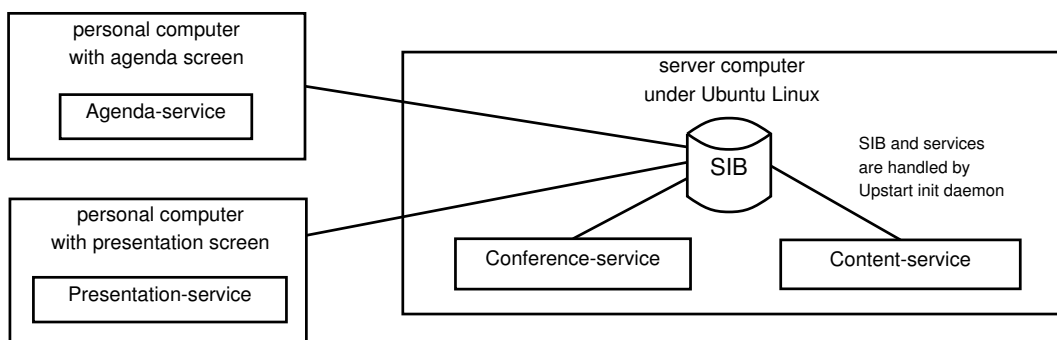 personal computer
with agenda screen
Agenda-service
personal computer
with presentation screen
Presentation-service
server computer
under Ubuntu Linux
SIB
SIB and services
are handled by
Upstart init daemon
Conference-service
Content-service